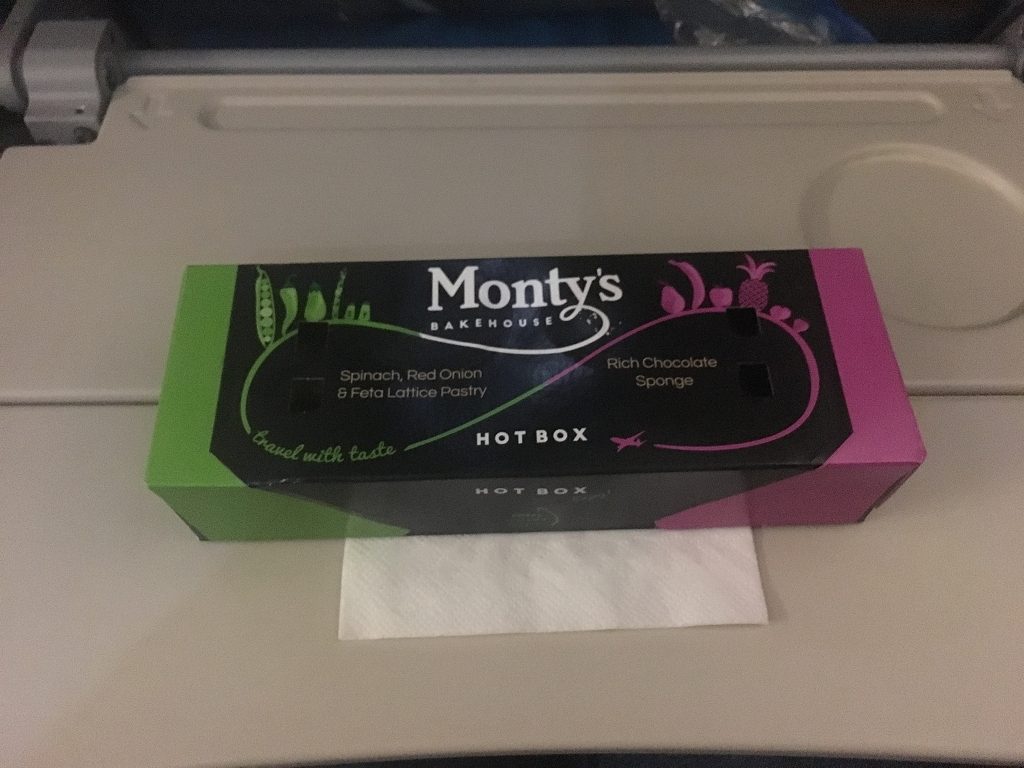 Monty's
BAKEHOUSE
Spinach, Red Onion
& Feta Lattice Pastry
Rich Chocolate
Sponge
travel with taste
HOT BOX
HOT BOX